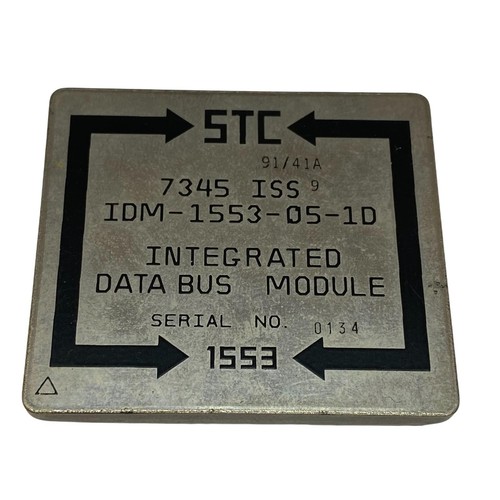 STC
91/41A
7345 ISS 9
IDM-1553-05-1D
INTEGRATED
DATA BUS MODULE
SERIAL NO. 0134
1553